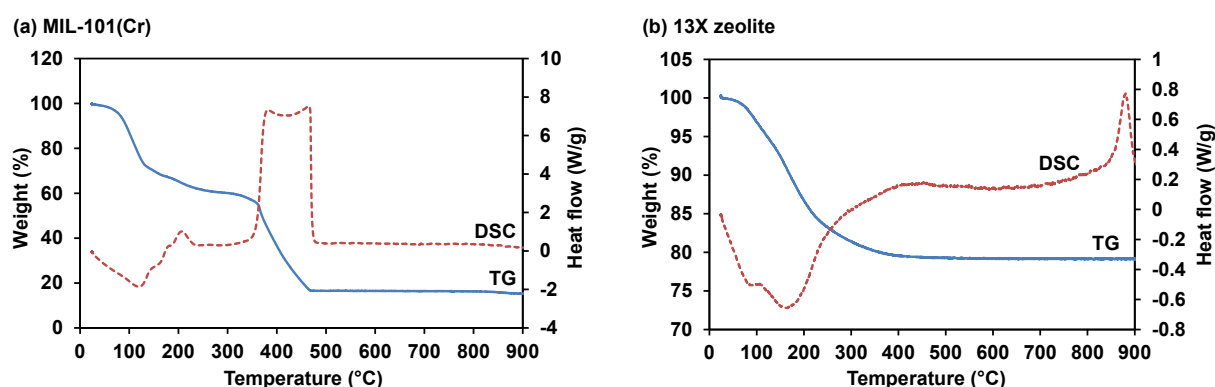 (a) MIL-101(Cr)
120
100
80
60
40
20
0
Weight (%)
10
8
6
4
2
0
−2
−4
Heat flow (W/g)
DSC
TG
0 100 200 300 400 500 600 700 800 900
Temperature (°C)
(b) 13X zeolite
105
100
95
90
85
80
75
70
Weight (%)
1
0.8
0.6
0.4
0.2
0
-0.2
-0.4
-0.6
-0.8
Heat flow (W/g)
DSC
TG
0 100 200 300 400 500 600 700 800 900
Temperature (°C)